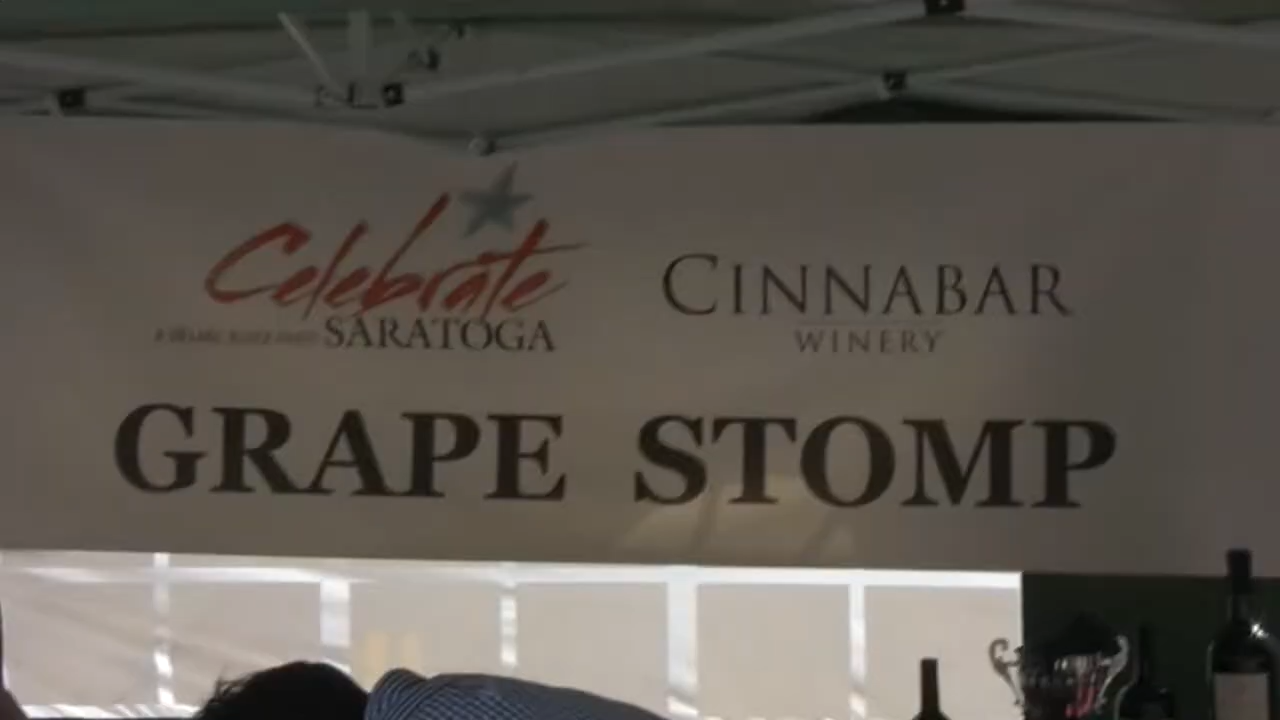 Celebrate
SARATOGA
CINNABAR
WINERY
GRAPE STOMP